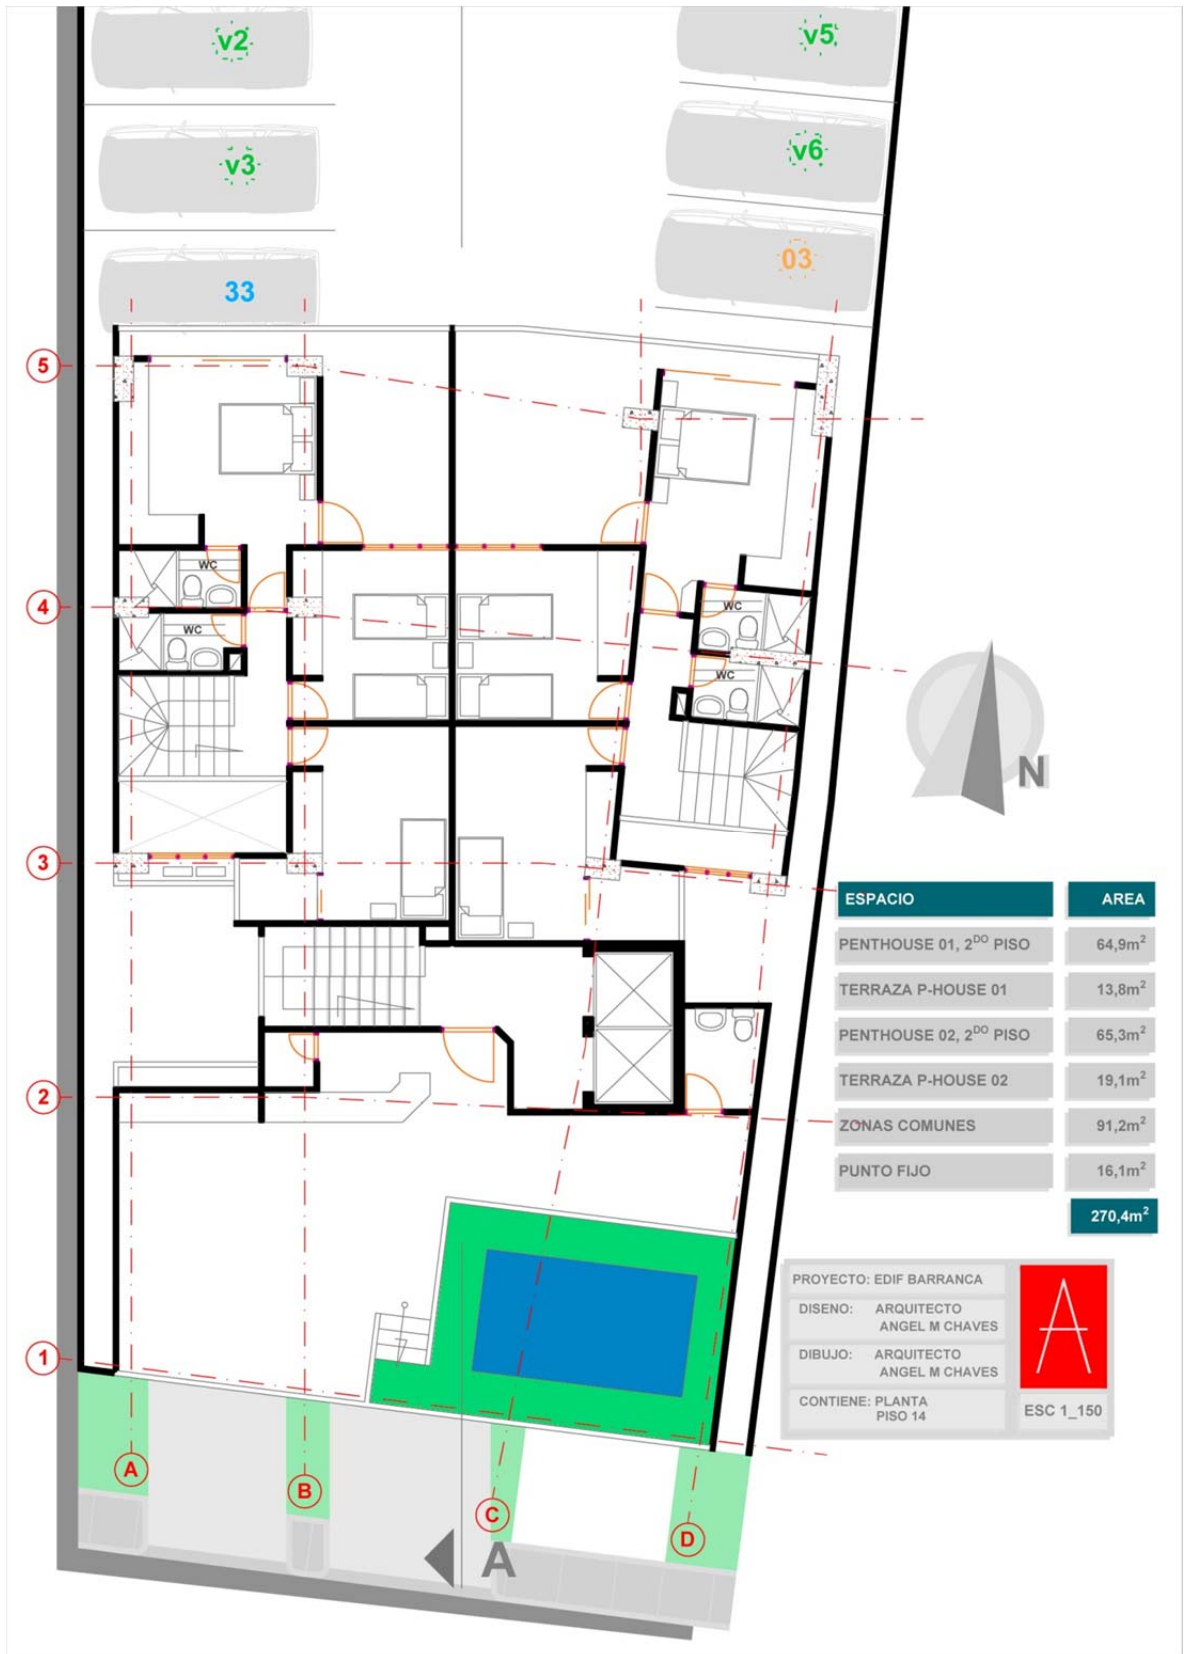 v2
v5
v3
v6
33
03
5
WC
4
WC
WC
WC
N
3
ESPACIO AREA
PENTHOUSE 01, 2DO PISO 64,9m2
TERRAZA P-HOUSE 01 13,8m2
PENTHOUSE 02, 2DO PISO 65,3m2
TERRAZA P-HOUSE 02 19,1m2
ZONAS COMUNES 91,2m2
PUNTO FIJO 16,1m2
270,4m2
2
1
PROYECTO: EDIF BARRANCA
DISENO: ARQUITECTO
ANGEL M CHAVES
DIBUJO: ARQUITECTO
ANGEL M CHAVES
CONTIENE: PLANTA
PISO 14
A
ESC 1_150
A
B
C
D
A